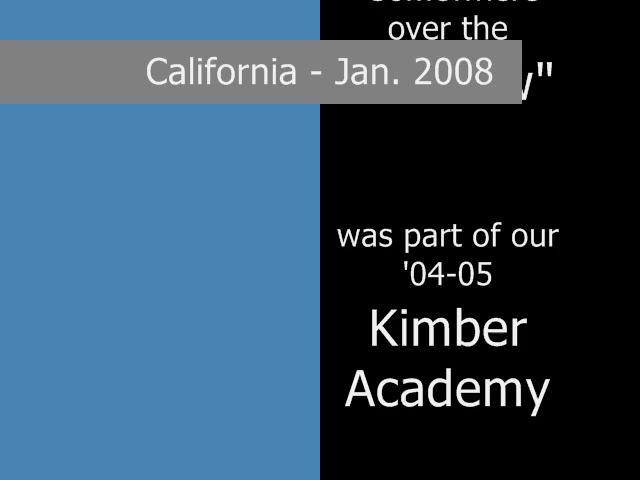 over the
California - Jan. 2008
was part of our
'04-05
Kimber
Academy